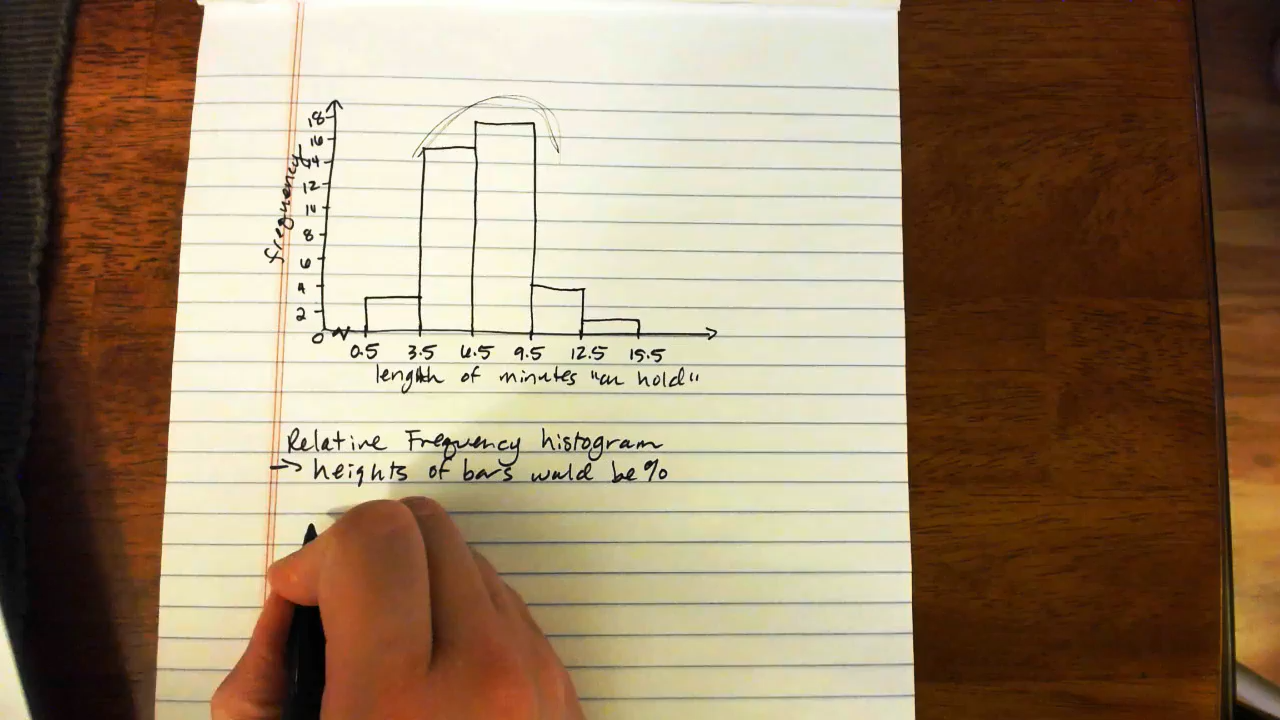 18
16
14
12
10
8
6
4
2
0
frequency
0.5 3.5 6.5 9.5 12.5 15.5
length of minutes "on hold"
Relative Frequency histogram
→ heights of bars would be %